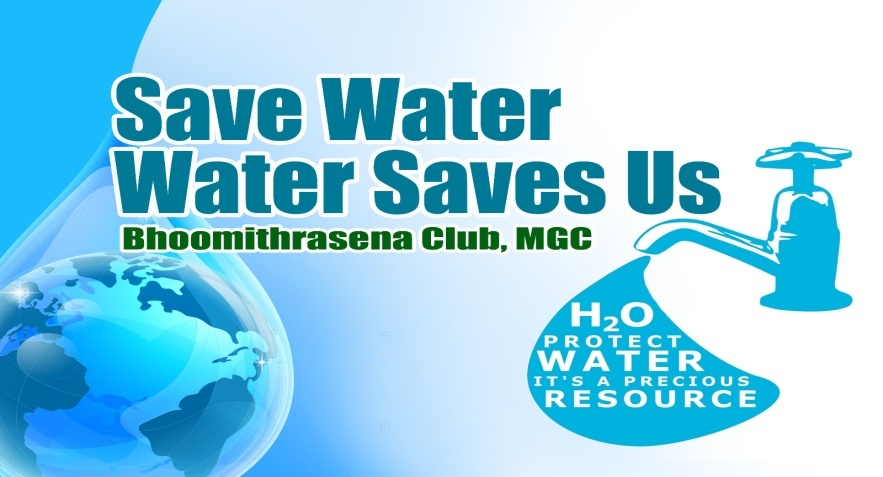 Save Water
Water Saves Us
Bhoomithrasena Club, MGC
H₂O
PROTECT
WATER
IT'S A PRECIOUS
RESOURCE